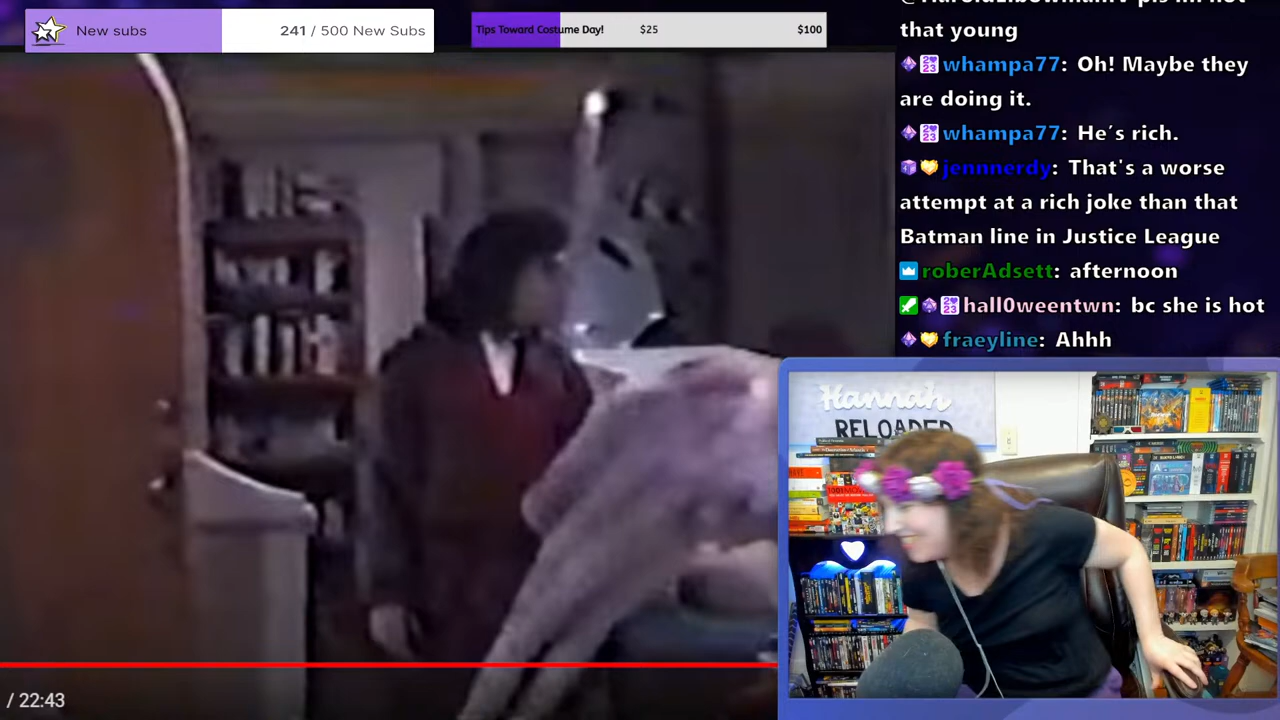 New subs
241 / 500 New Subs
Tips Toward Costume Day!
$25
$100
that young
whampa77: Oh! Maybe they
are doing it.
whampa77: He's rich.
jennnerdy: That's a worse
attempt at a rich joke than that
Batman line in Justice League
roberAdsett: afternoon
hall0weentwn: bc she is hot
fraeyline: Ahhh
Hannah
RELOADED
/ 22:43